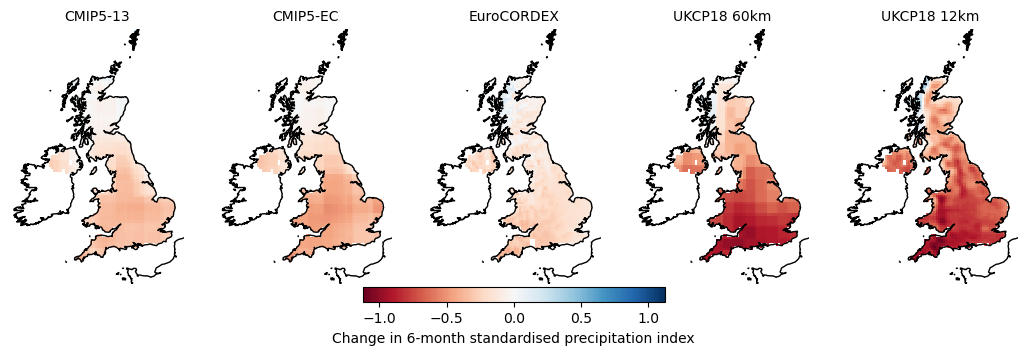 CMIP5-13 CMIP5-EC EuroCORDEX UKCP18 60km UKCP18 12km
−1.0 −0.5 0.0 0.5 1.0
Change in 6-month standardised precipitation index